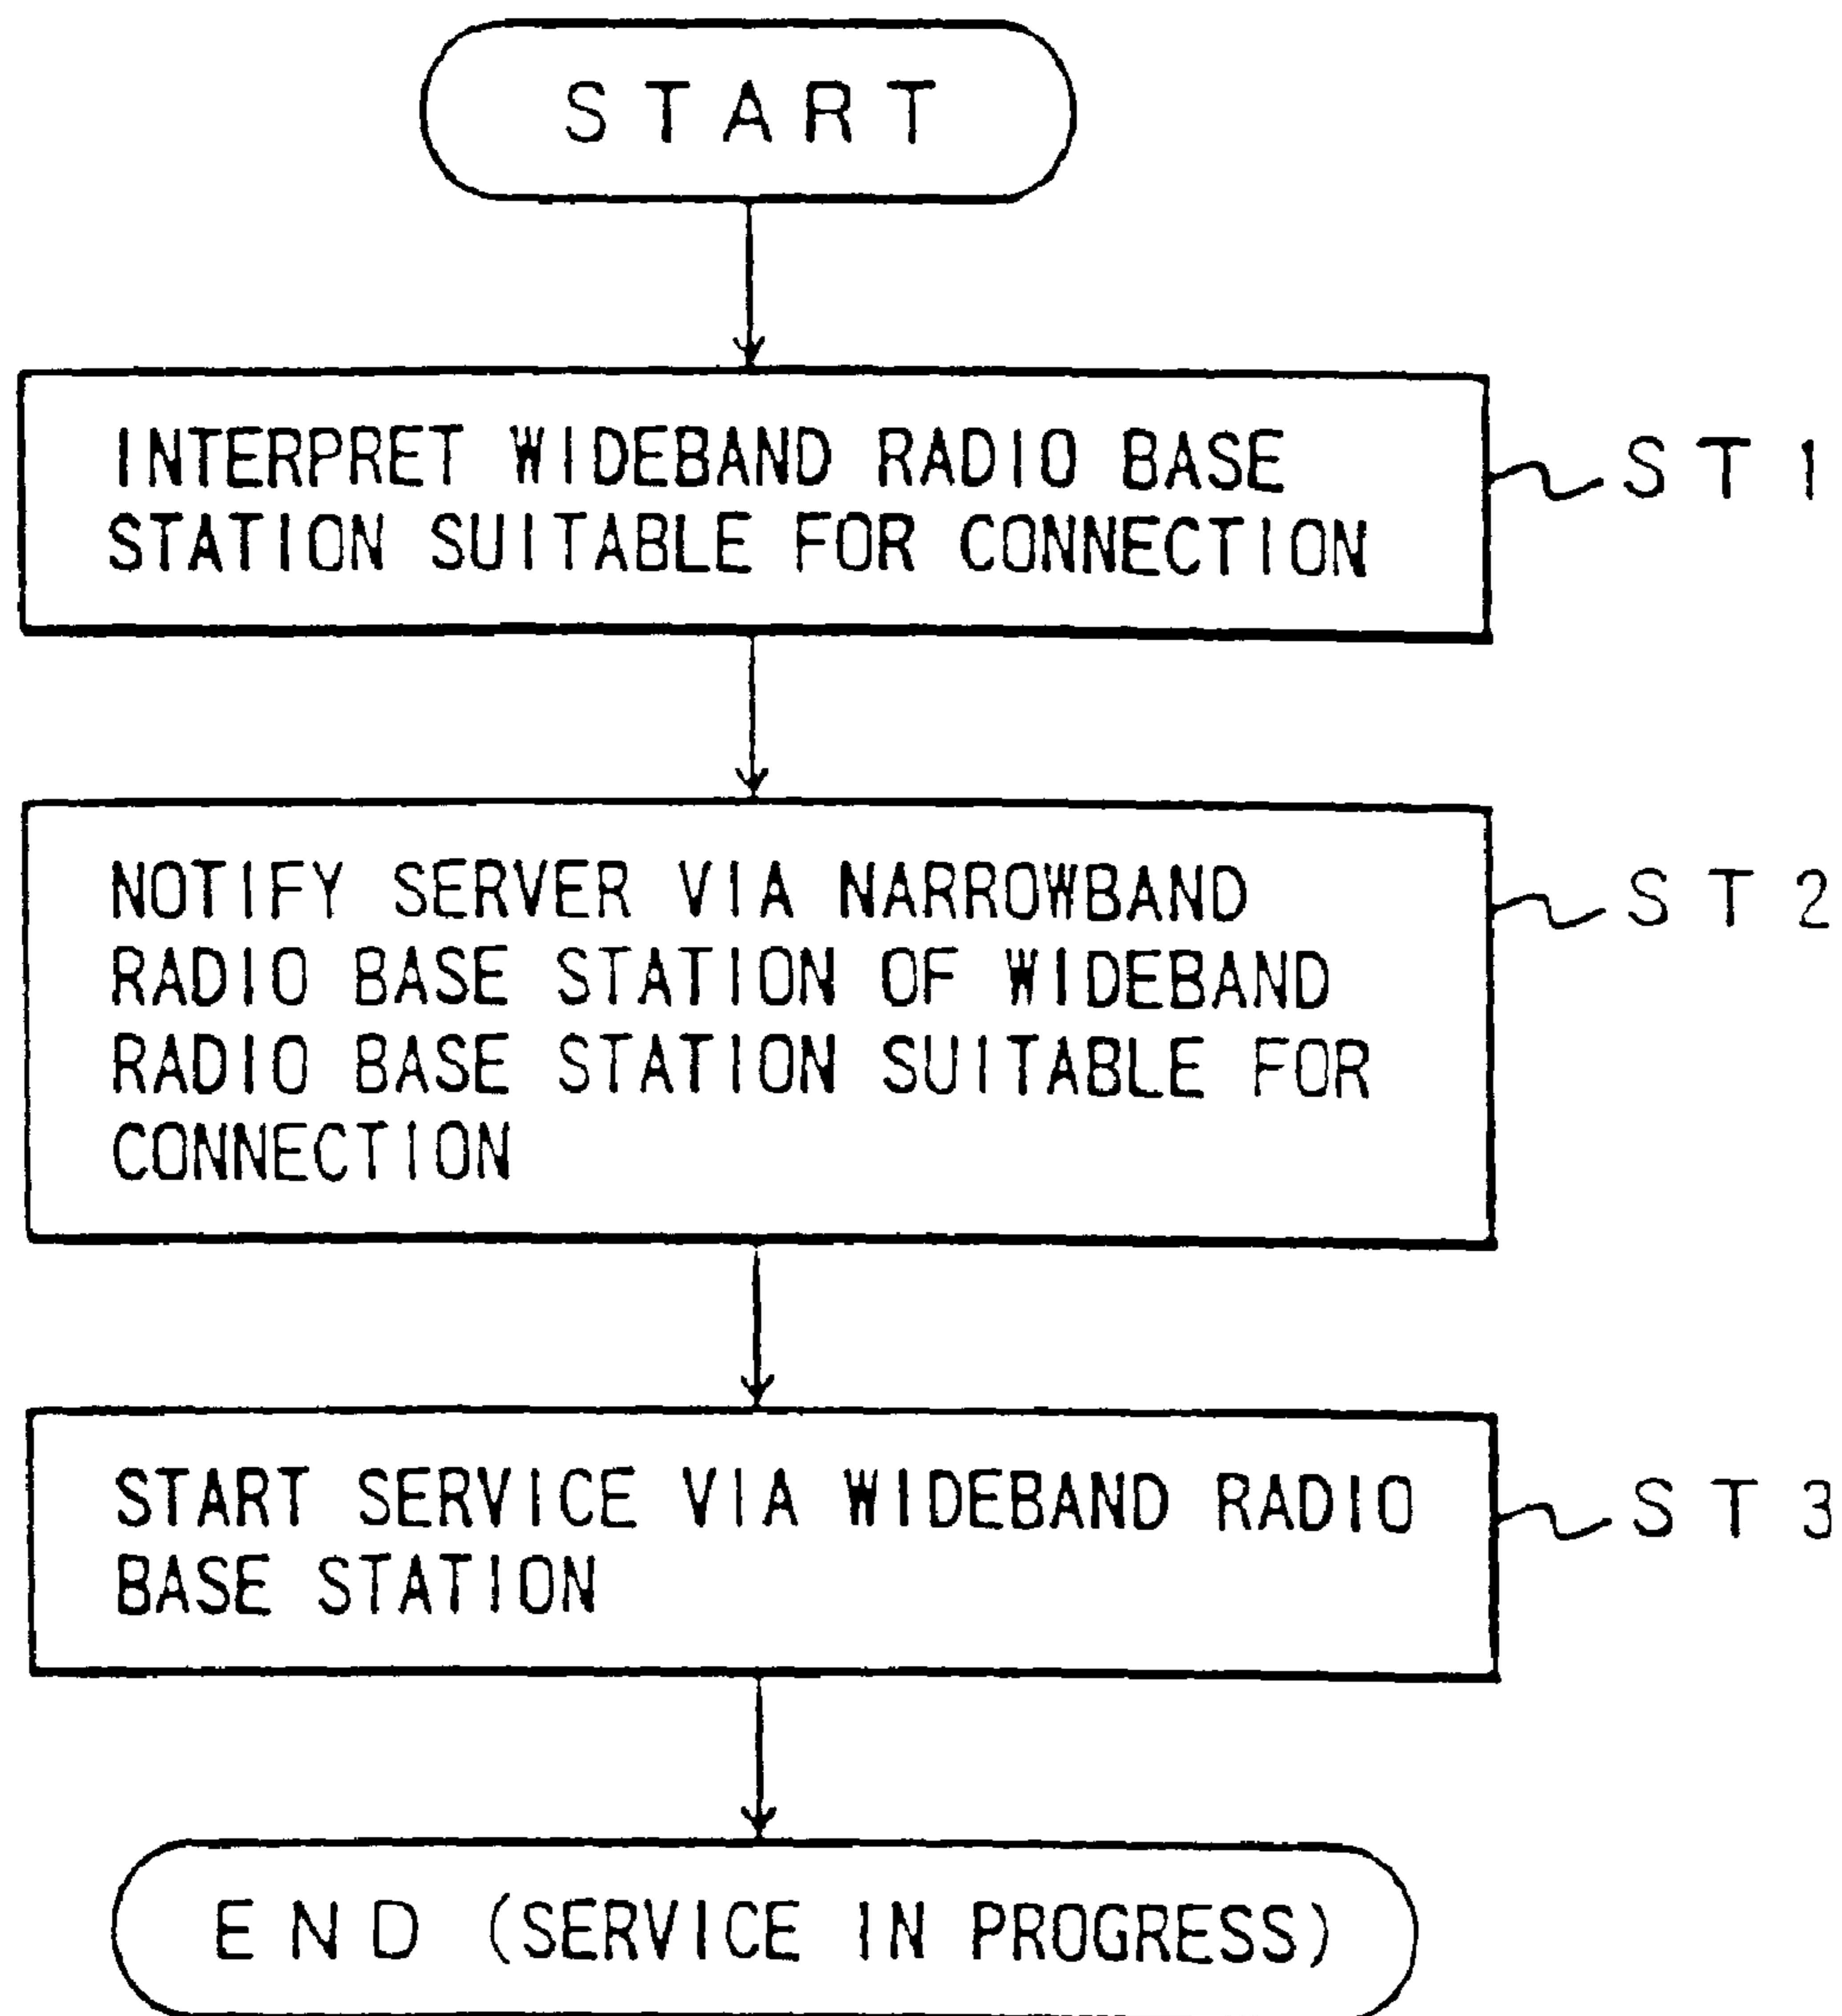 START
INTERPRET WIDEBAND RADIO BASE
STATION SUITABLE FOR CONNECTION
ST1
NOTIFY SERVER VIA NARROWBAND
RADIO BASE STATION OF WIDEBAND
RADIO BASE STATION SUITABLE FOR
CONNECTION
ST2
START SERVICE VIA WIDEBAND RADIO
BASE STATION
ST3
END (SERVICE IN PROGRESS)